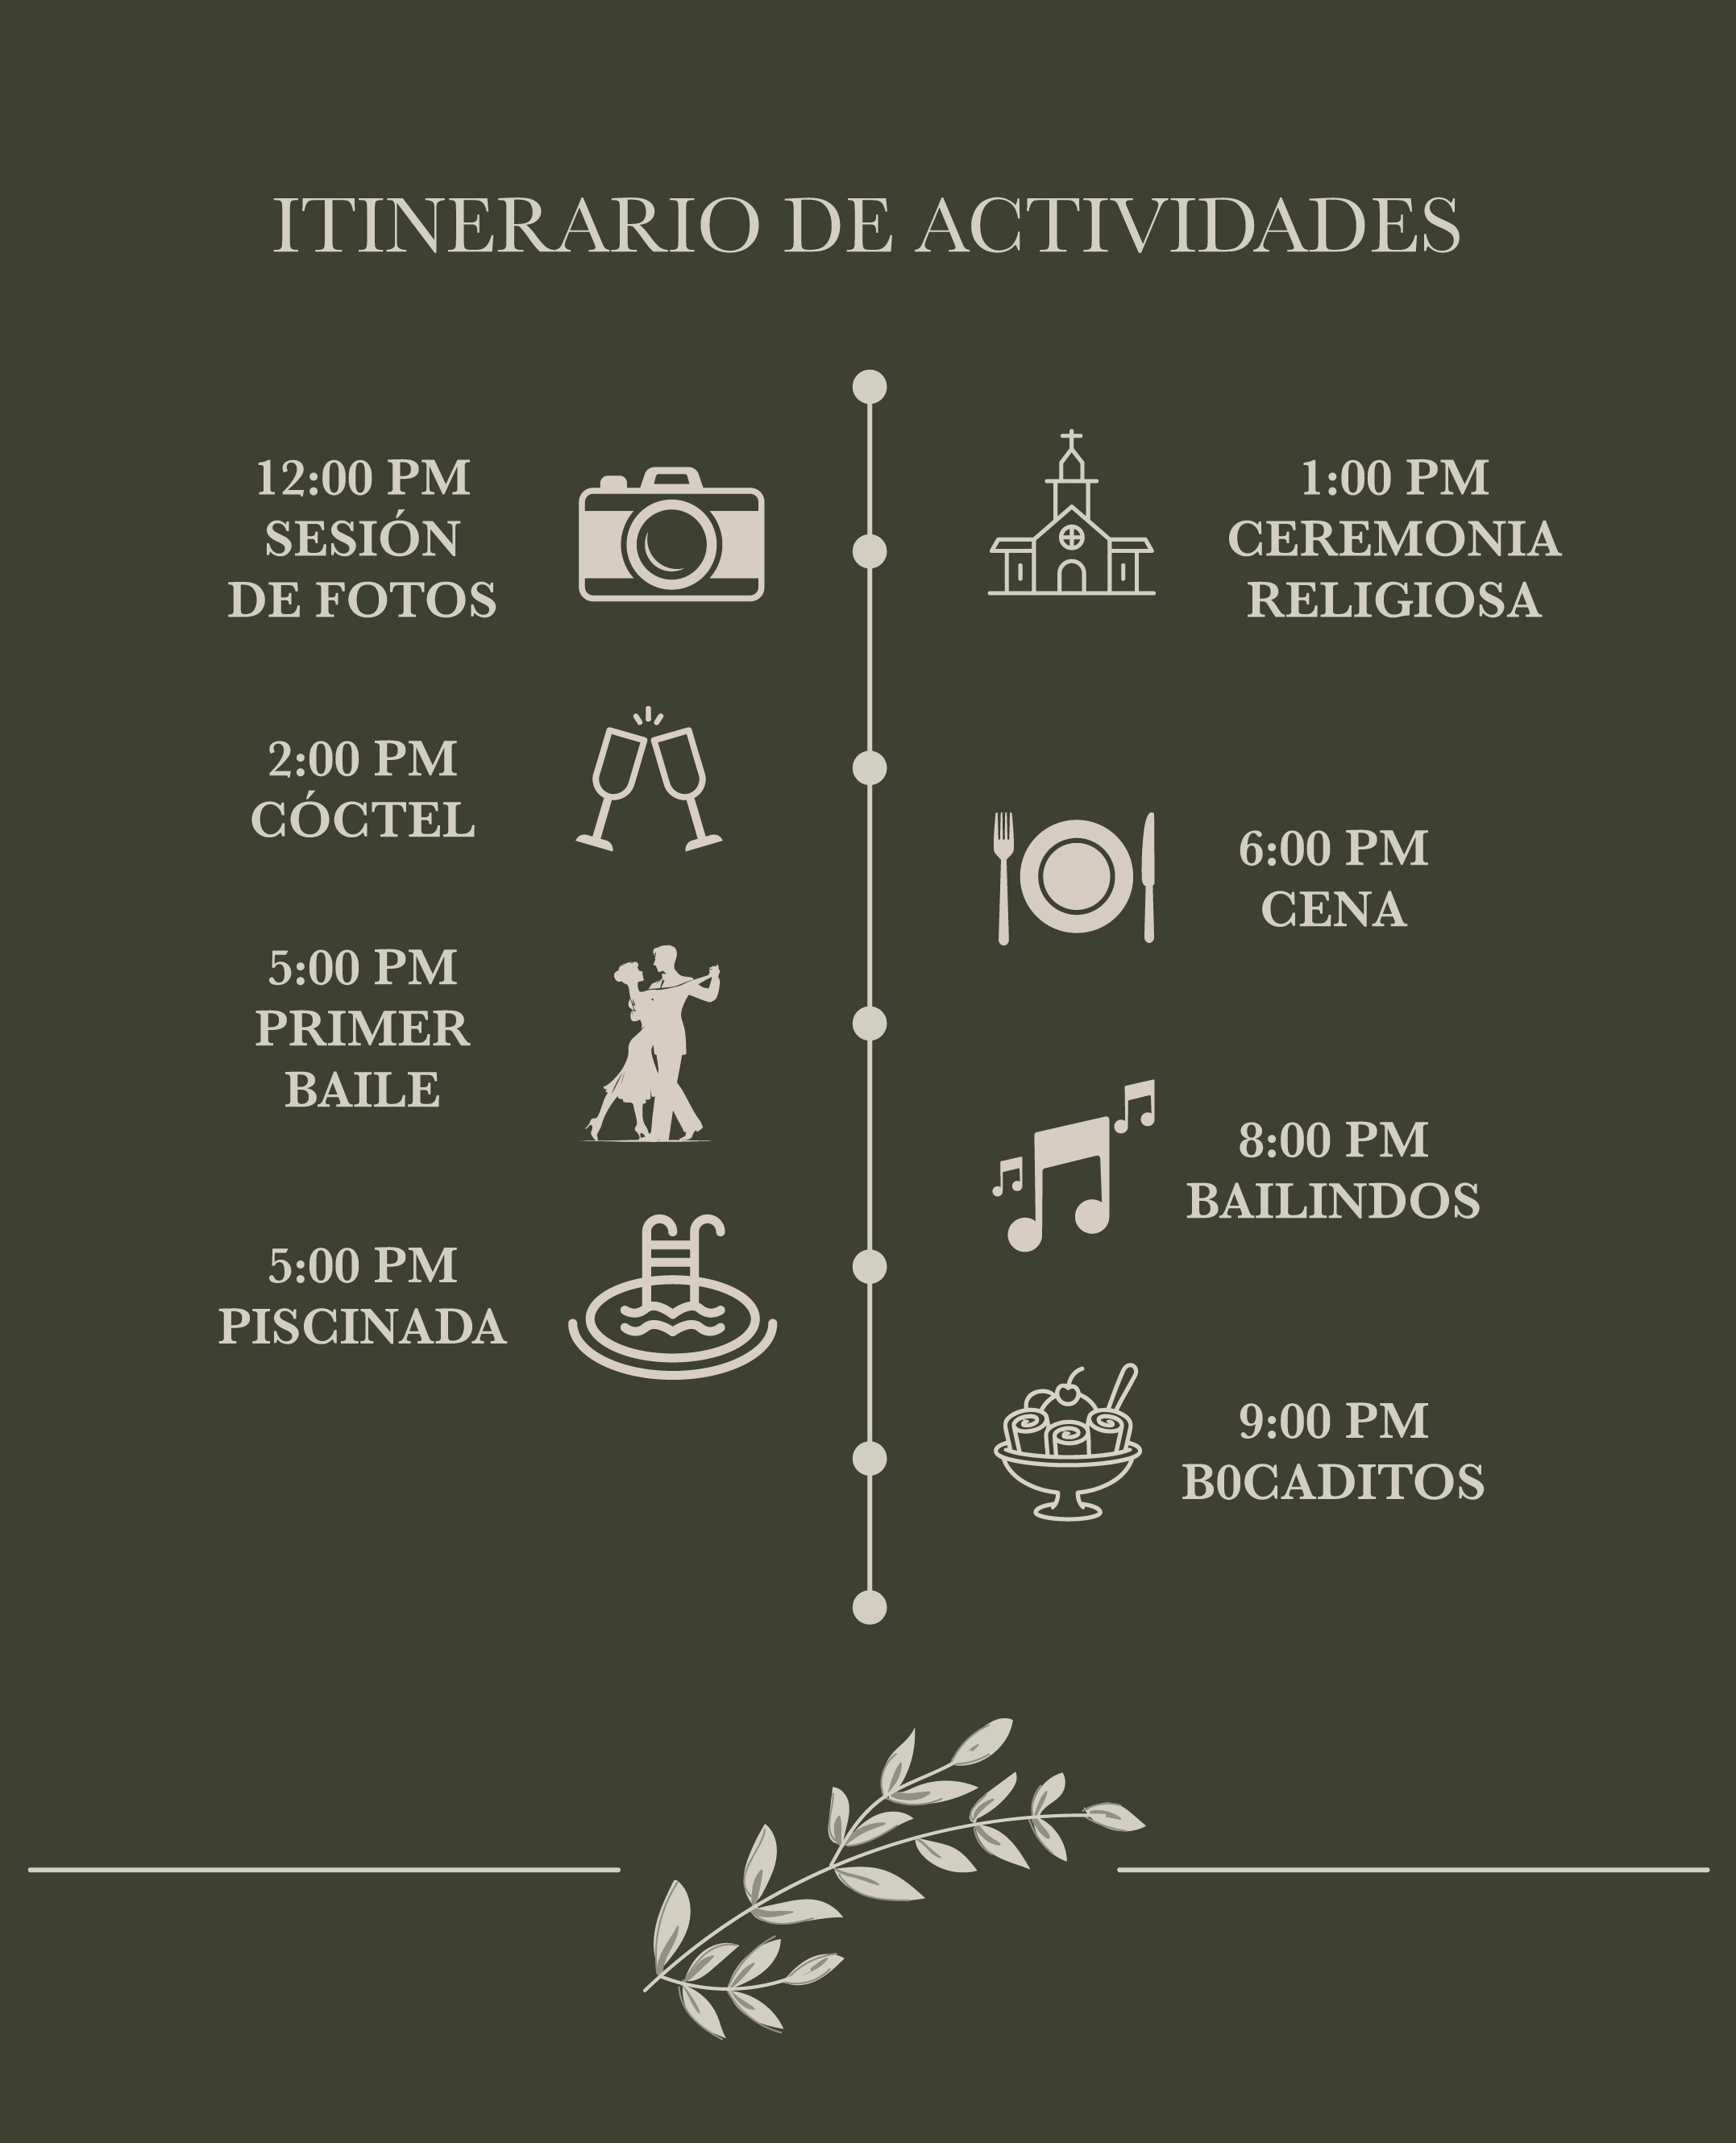 ITINERARIO DE ACTIVIDADES
12:00 PM
SESIÓN
DE FOTOS
1:00 PM
CEREMONIA
RELIGIOSA
2:00 PM
CÓCTEL
6:00 PM
CENA
5:00 PM
PRIMER
BAILE
8:00 PM
BAILINDOS
5:00 PM
PISCINADA
9:00 PM
B0CADITOS